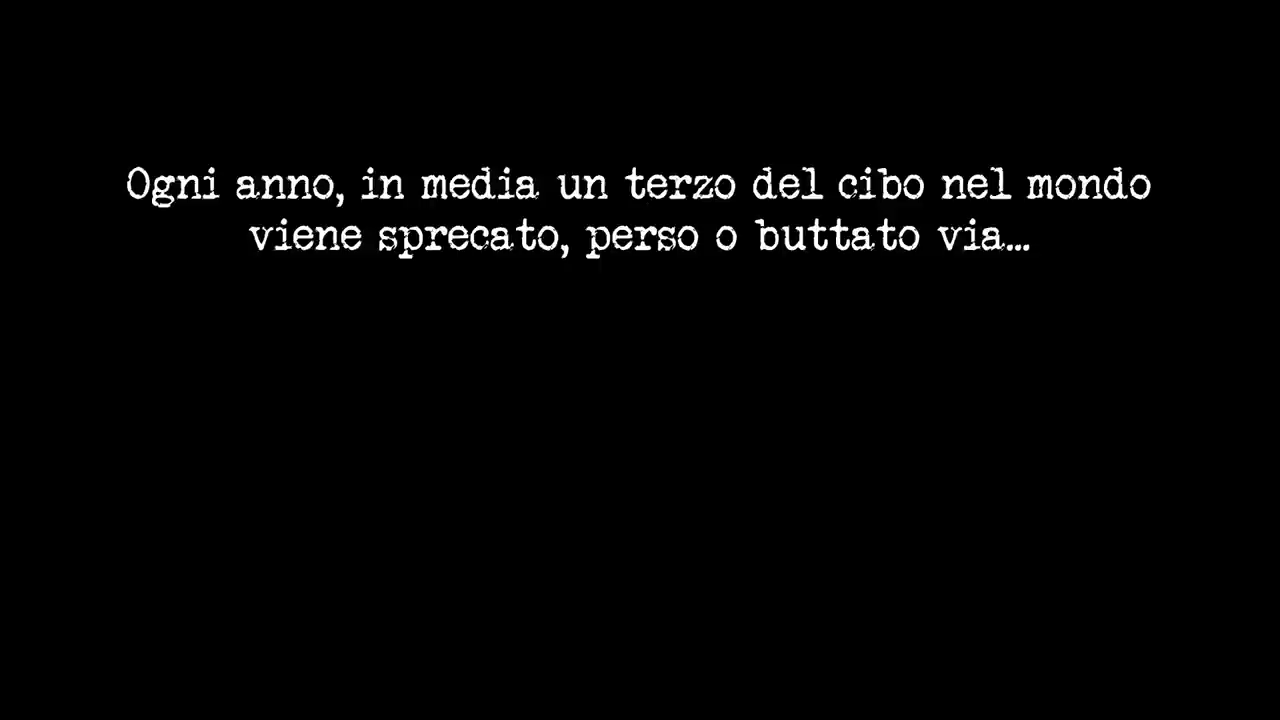 Ogni anno, in media un terzo del cibo nel mondo
viene sprecato, perso o buttato via...